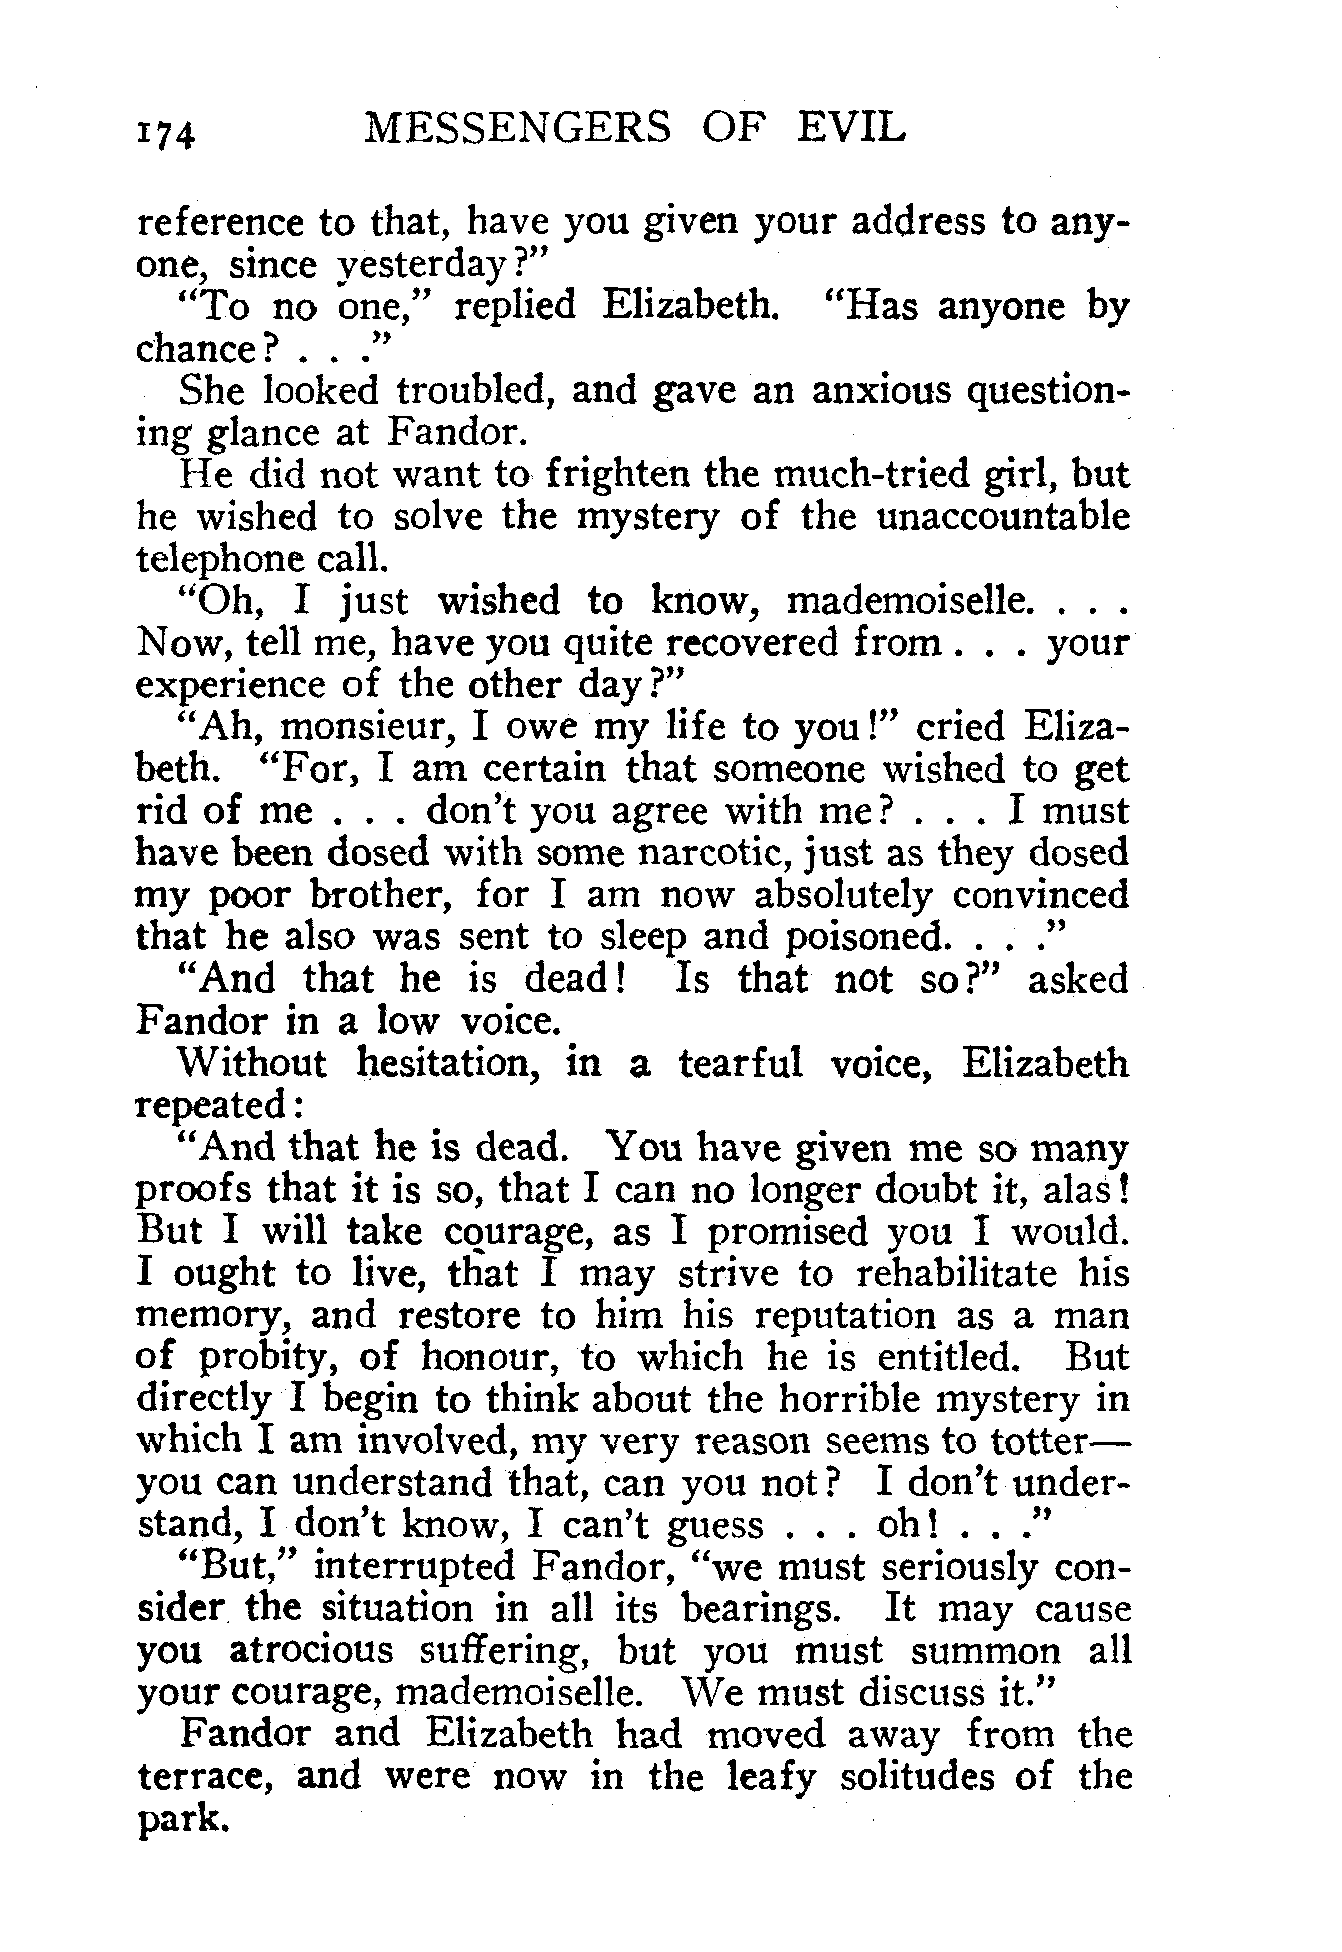 174 MESSENGERS OF EVIL
reference to that, have you given your address to any-
one, since yesterday?"
"To no one," replied Elizabeth. "Has anyone by
chance? . . ."
She looked troubled, and gave an anxious question-
ing glance at Fandor.
He did not want to frighten the much-tried girl, but
he wished to solve the mystery of the unaccountable
telephone call.
"Oh, I just wished to know, mademoiselle. . . .
Now, tell me, have you quite recovered from . . . your
experience of the other day?"
"Ah, monsieur, I owe my life to you!" cried Eliza-
beth. "For, I am certain that someone wished to get
rid of me . . . don't you agree with me? . . . I must
have been dosed with some narcotic, just as they dosed
my poor brother, for I am now absolutely convinced
that he also was sent to sleep and poisoned. . . ."
"And that he is dead! Is that not so?" asked
Fandor in a low voice.
Without hesitation, in a tearful voice, Elizabeth
repeated:
"And that he is dead. You have given me so many
proofs that it is so, that I can no longer doubt it, alas!
But I will take courage, as I promised you I would.
I ought to live, that I may strive to rehabilitate his
memory, and restore to him his reputation as a man
of probity, of honour, to which he is entitled. But
directly I begin to think about the horrible mystery in
which I am involved, my very reason seems to totter—
you can understand that, can you not? I don't under-
stand, I don't know, I can't guess . . . oh! . . ."
"But," interrupted Fandor, "we must seriously con-
sider the situation in all its bearings. It may cause
you atrocious suffering, but you must summon all
your courage, mademoiselle. We must discuss it."
Fandor and Elizabeth had moved away from the
terrace, and were now in the leafy solitudes of the
park.